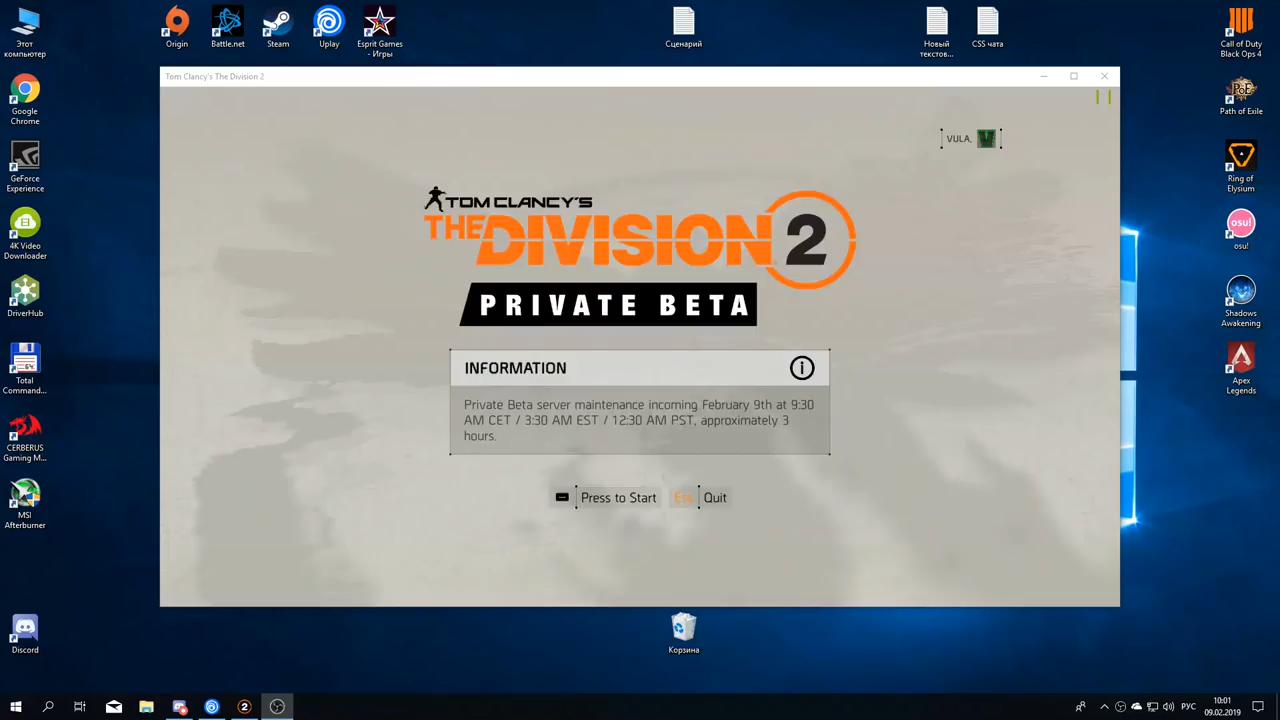 Этот
компьютер
Origin
Battle.net
Steam
Uplay
Esprit Games
- Игры
Сценарий
Новый
текстов...
CSS чата
Call of Duty
Black Ops 4
Tom Clancy's The Division 2
Google
Chrome
GeForce
Experience
4K Video
Downloader
DriverHub
Total
Command...
CERBERUS
Gaming M...
MSI
Afterburner
Discord
VULA.
TOM CLANCY'S
THE DIVISION 2
PRIVATE BETA
INFORMATION
Private Beta server maintenance incoming February 9th at 9:30
AM CET / 3:30 AM EST / 12:30 AM PST, approximately 3
hours.
Press to Start
Esc
Quit
Path of Exile
Ring of
Elysium
osu!
osu!
Shadows
Awakening
Apex
Legends
Корзина
РУС
10:01
09.02.2019